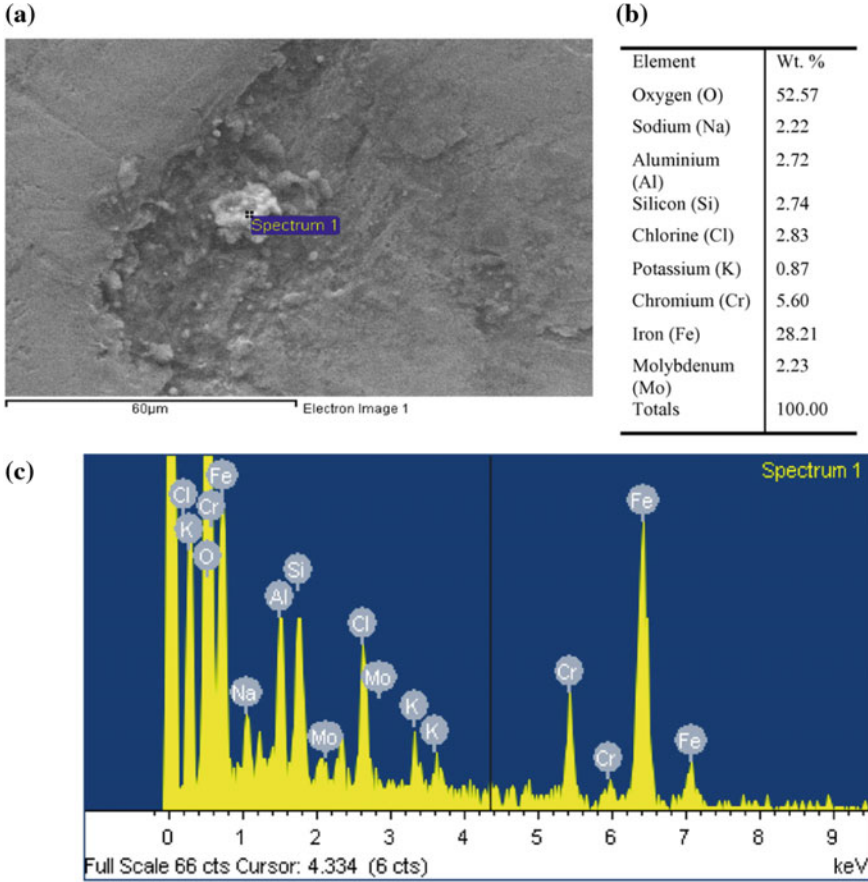 (a)
Spectrum 1
60µm Electron Image 1
(b)
Element Wt. %
Oxygen (O) 52.57
Sodium (Na) 2.22
Aluminium 2.72
(Al)
Silicon (Si) 2.74
Chlorine (Cl) 2.83
Potassium (K) 0.87
Chromium (Cr) 5.60
Iron (Fe) 28.21
Molybdenum 2.23
(Mo)
Totals 100.00
(c)
Spectrum 1
Fe
Cl
Cr
K
O
Fe
Si
Al
Cl
Mo
Cr
Na
K
K
Mo
Cr
Fe
0 1 2 3 4 5 6 7 8 9
Full Scale 66 cts Cursor: 4.334 (6 cts) keV